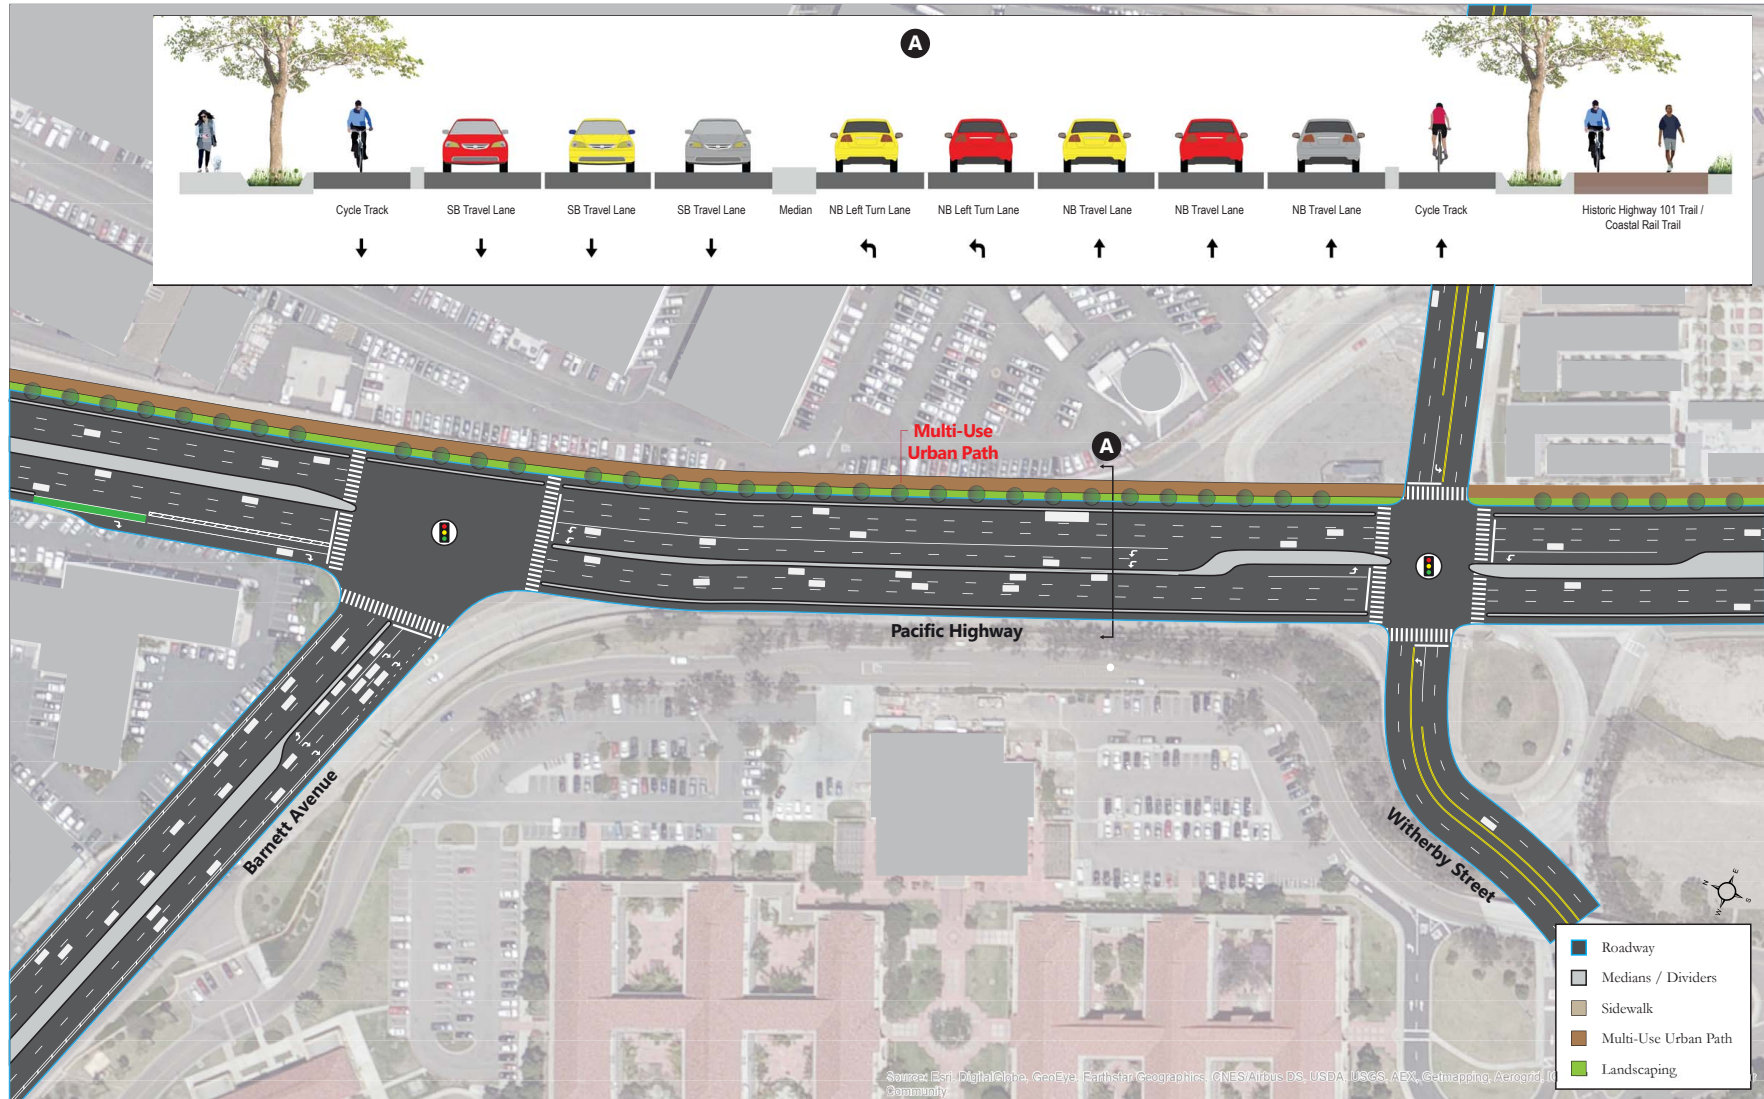 A
Cycle Track
SB Travel Lane
SB Travel Lane
SB Travel Lane
Median
NB Left Turn Lane
NB Left Turn Lane
NB Travel Lane
NB Travel Lane
NB Travel Lane
Cycle Track
Historic Highway 101 Trail /
Coastal Rail Trail
Multi-Use
Urban Path
A
Pacific Highway
Barnett Avenue
Witherby Street
N
E
S
W
Roadway
Medians / Dividers
Sidewalk
Multi-Use Urban Path
Landscaping
Source: Esri, DigitalGlobe, GeoEye, Earthstar Geographics, CNES/Airbus DS, USDA, USGS, AEX, Getmapping, Aerogrid,
Community